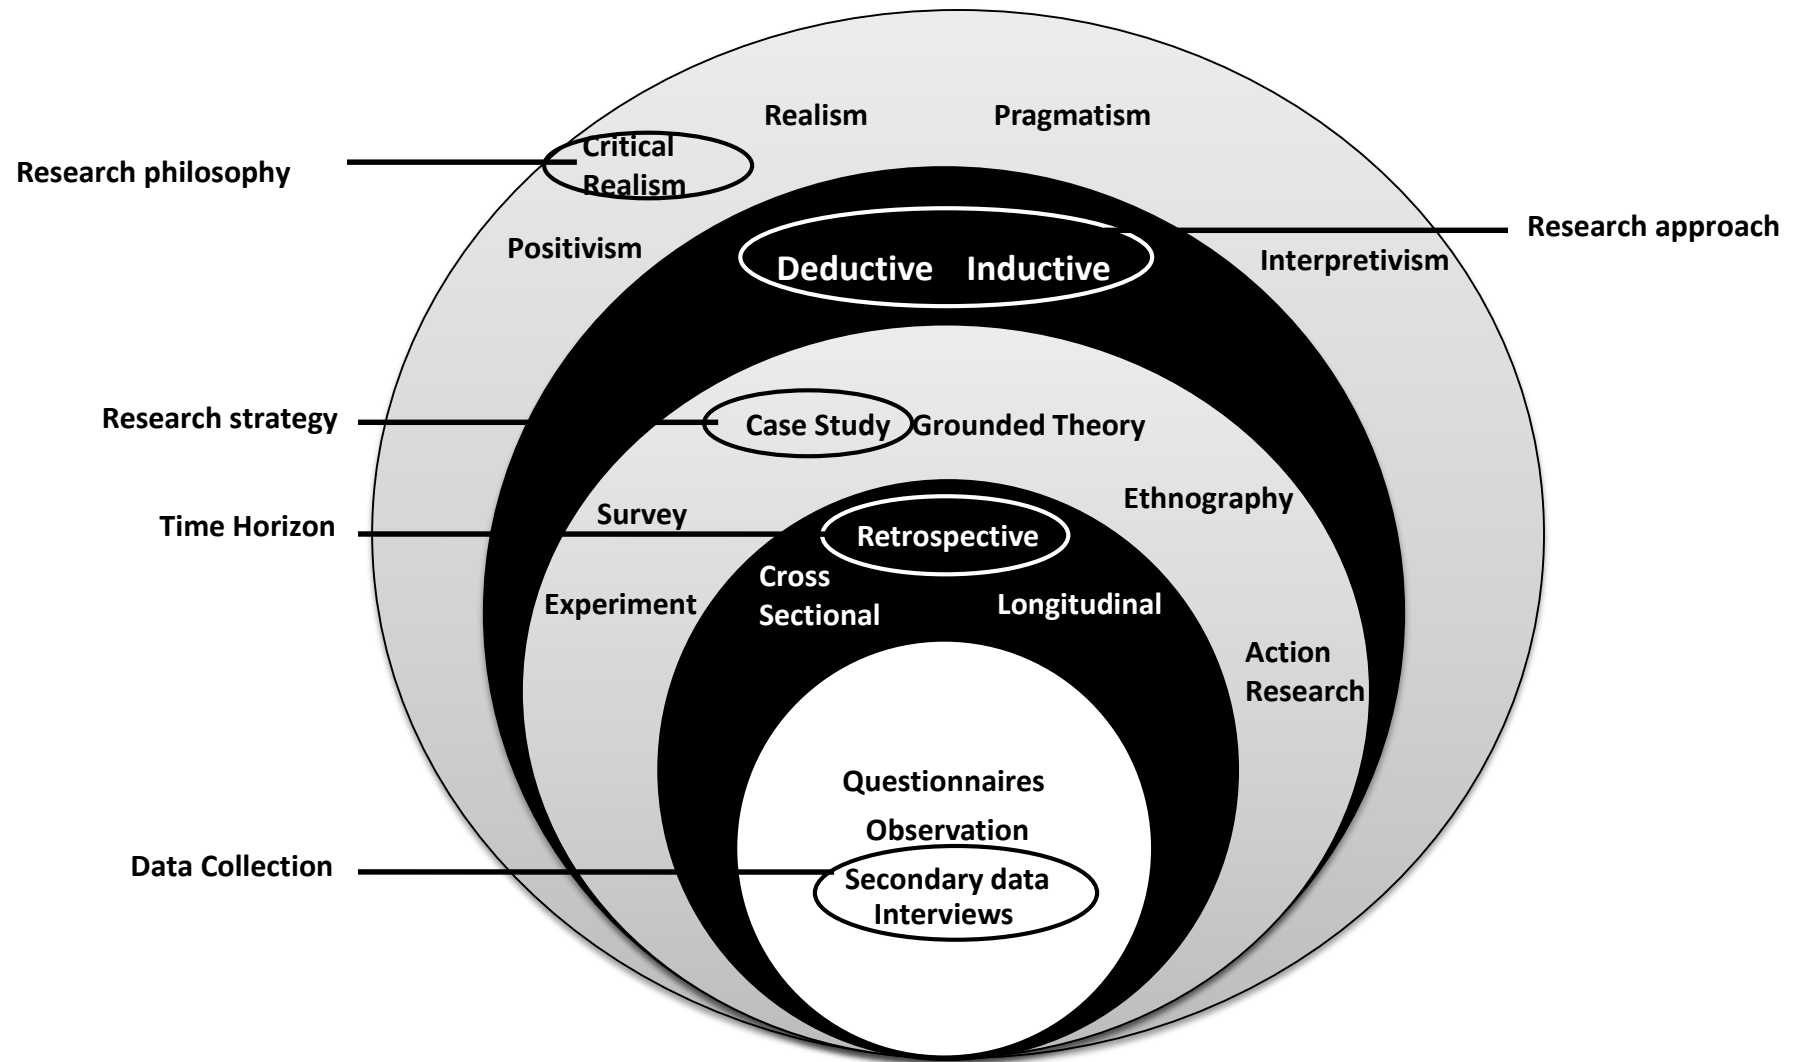 Realism
Pragmatism
Critical
Realism
Research philosophy
Research approach
Positivism
Interpretivism
Deductive
Inductive
Research strategy
Case Study
Grounded Theory
Ethnography
Survey
Time Horizon
Retrospective
Cross
Sectional
Experiment
Longitudinal
Action
Research
Questionnaires
Observation
Data Collection
Secondary data
Interviews